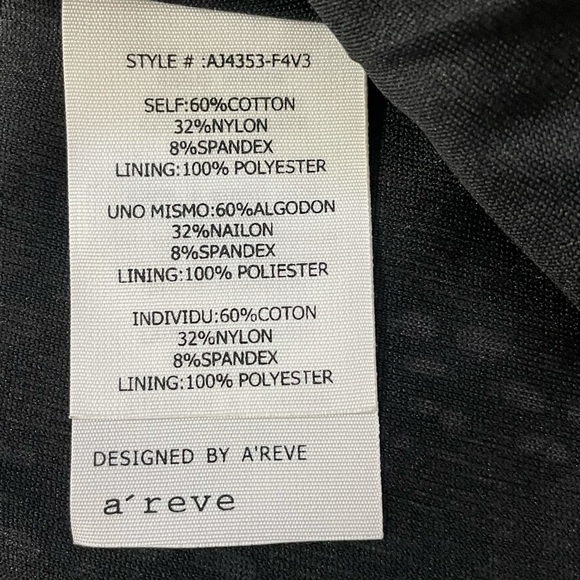 STYLE # :AJ4353-F4V3
SELF:60%COTTON
32%NYLON
8%SPANDEX
LINING:100% POLYESTER
UNO MISMO:60%ALGODON
32%NAILON
8%SPANDEX
LINING:100% POLIESTER
INDIVIDU:60%COTON
32%NYLON
8%SPANDEX
LINING:100% POLYESTER
DESIGNED BY A'REVE
a´reve